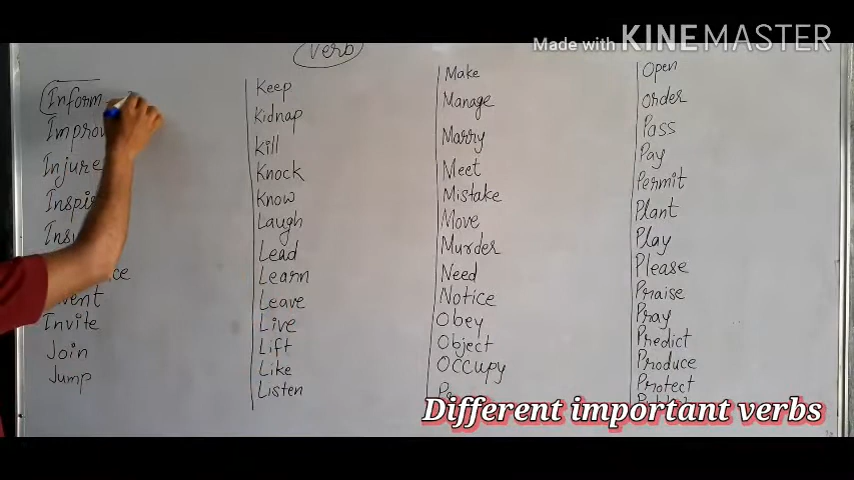 Made with KINEMASTER
Verb
Inform
Injure
Invite
Join
Jump
Keep
Kidnap
Kill
Knock
Know
Laugh
Lead
Learn
Leave
Live
Lift
Like
Listen
Make
Manage
Marry
Meet
Mistake
Move
Murder
Need
Notice
Obey
Object
Occupy
Open
Order
Pass
Pay
Permit
Plant
Play
Please
Praise
Pray
Predict
Produce
Protect
Different important verbs